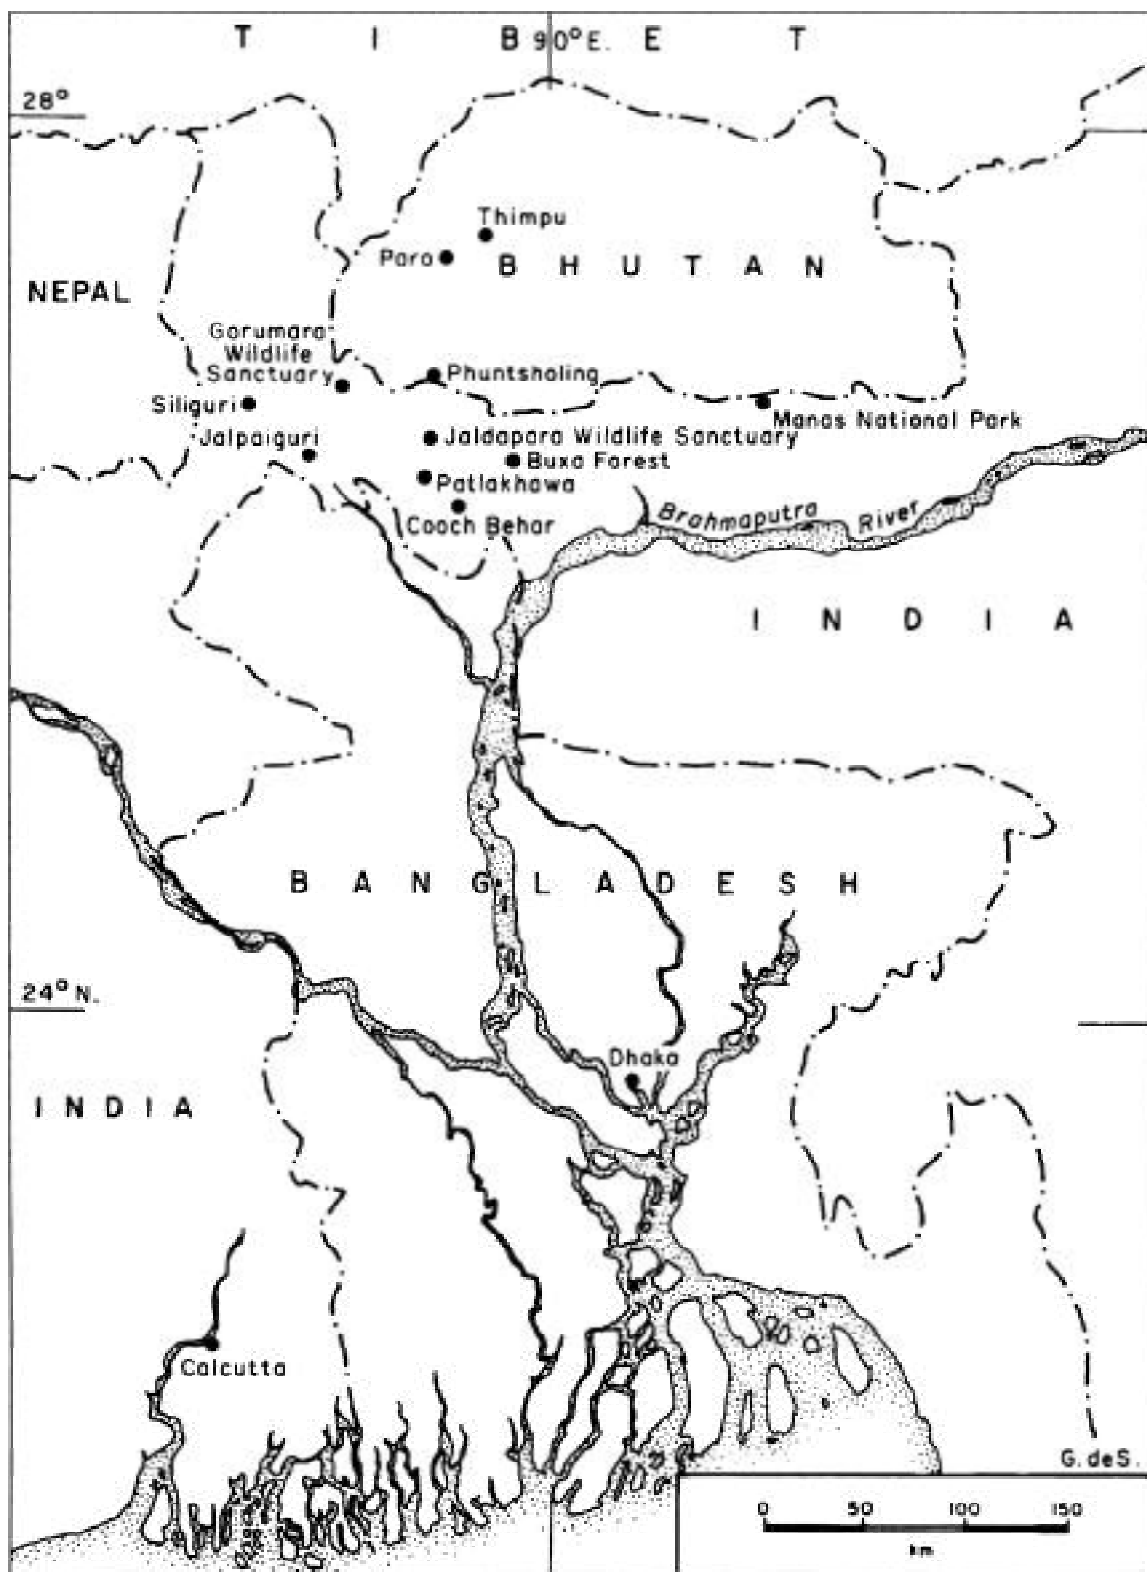 T I B E T
90°E.
28°
Thimpu
Paro
B H U T A N
NEPAL
Gorumara
Wildlife
Sanctuary
Phuntsholing
Siliguri
Manas National Park
Jalpaiguri
Jaldapara Wildlife Sanctuary
Buxa Forest
Patlakhawa
Cooch Behar
Brahmaputra River
I N D I A
B A N G L A D E S H
24°N.
Dhaka
I N D I A
Calcutta
G. deS.
0 50 100 150
km